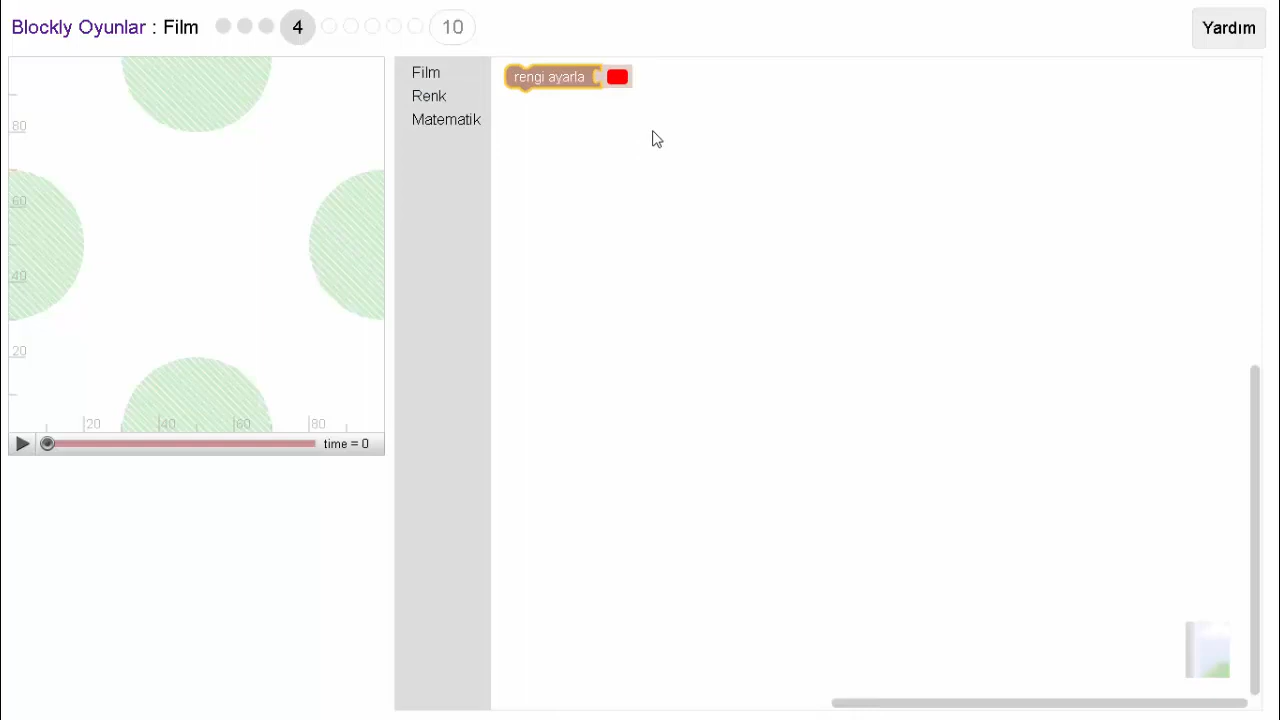 Blockly Oyunlar : Film
4
10
Yardım
Film
Renk
Matematik
rengi ayarla
80
60
40
20
20
40
60
80
time = 0